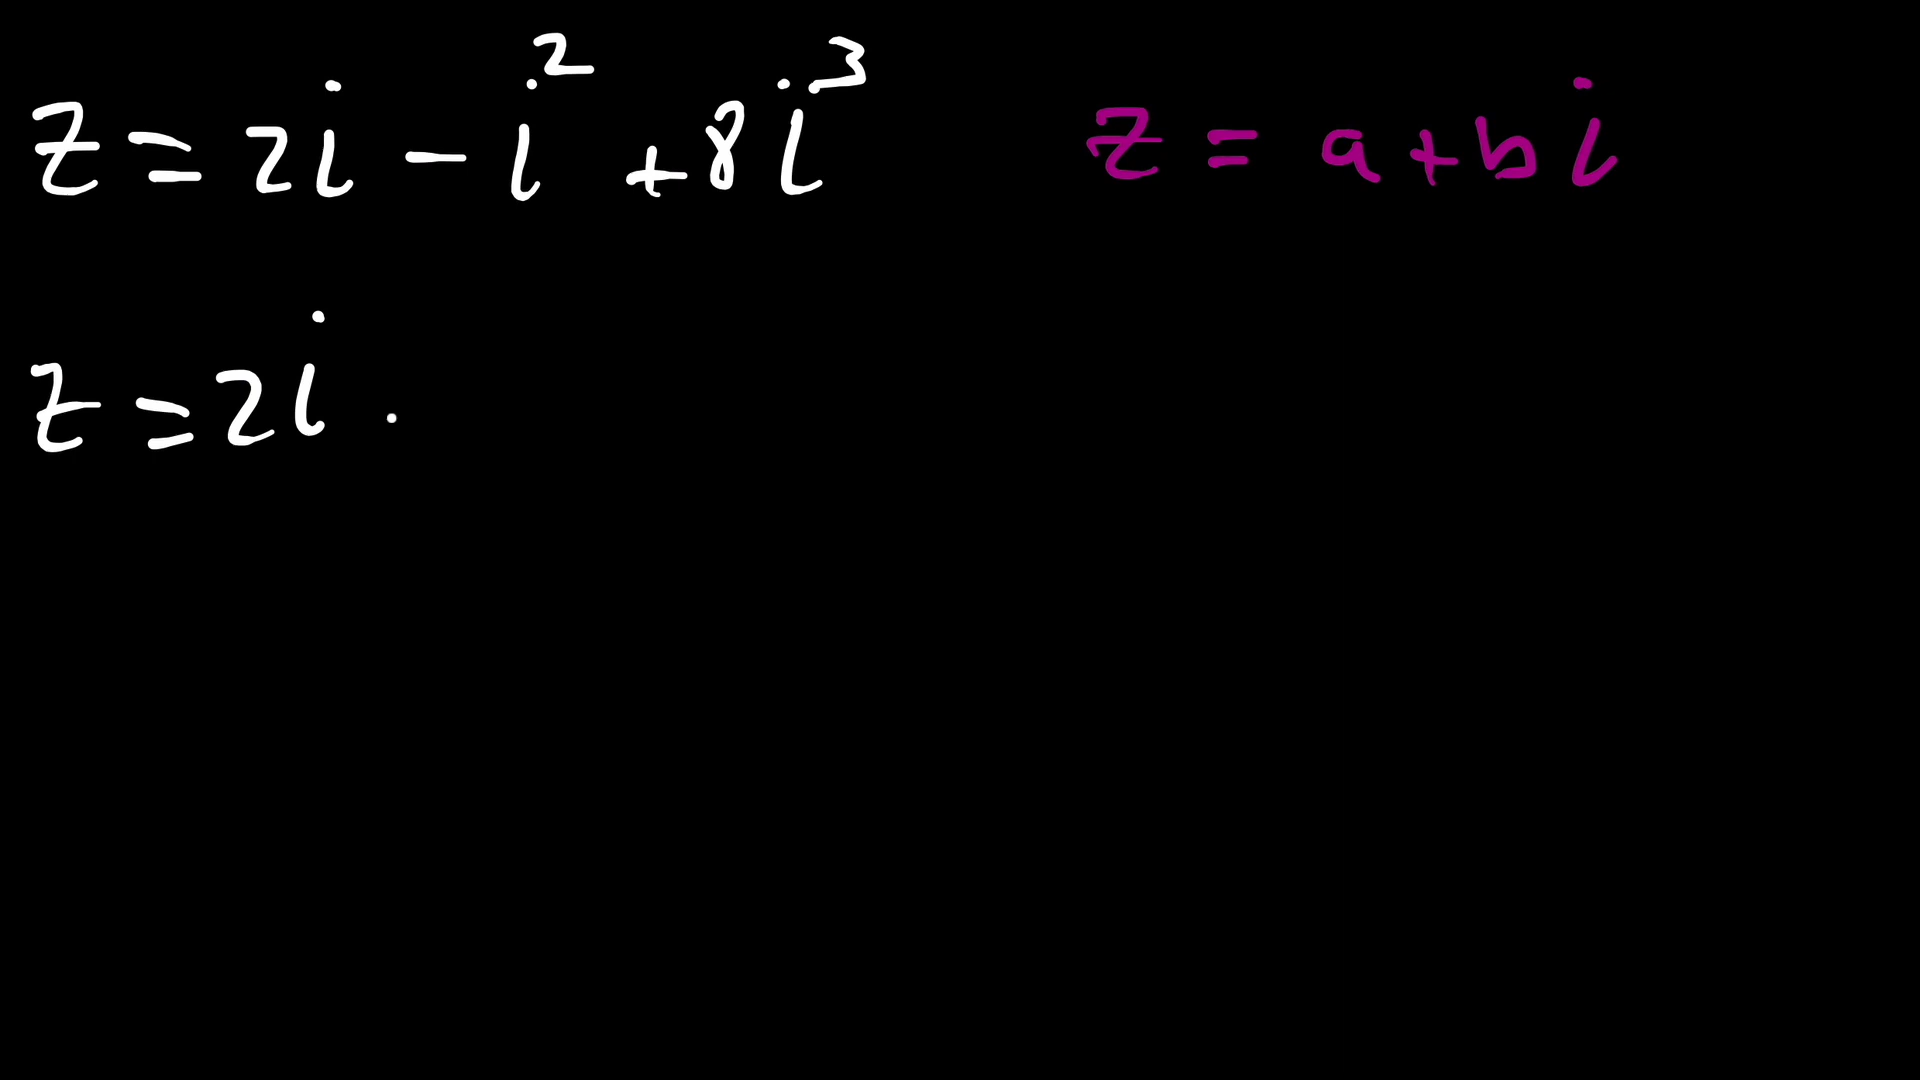 z = 2i - i² + 8i³
z = a + bi
z = 2i .